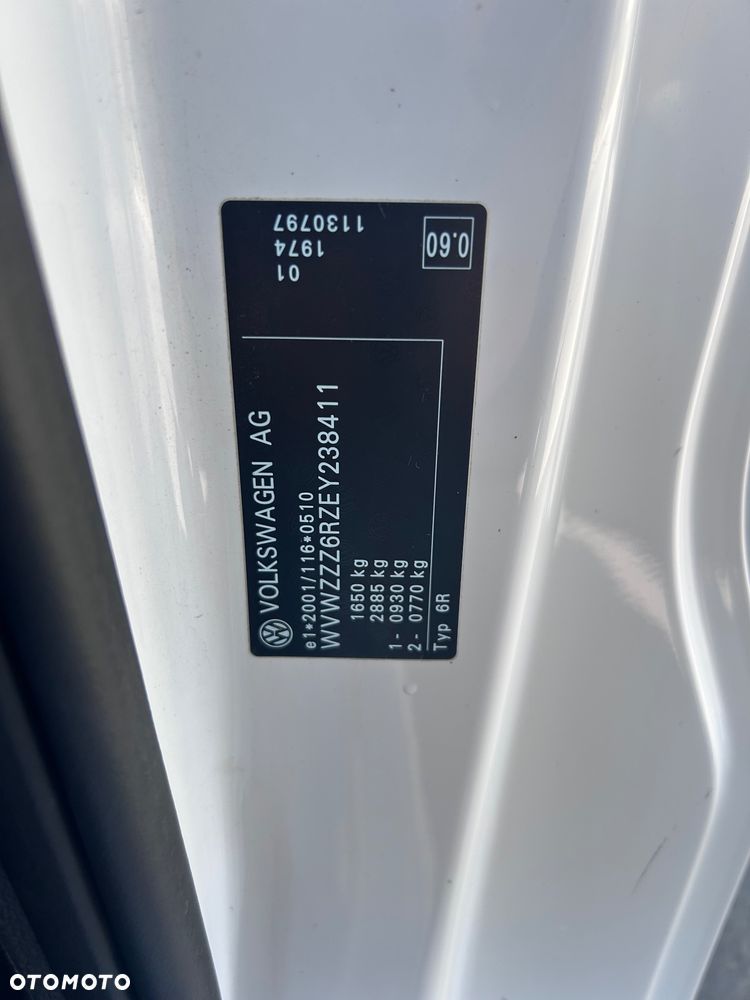 VOLKSWAGEN AG
e1*2001/116*0510
WVWZZZ6RZEY238411
1650 kg
2885 kg
1- 0930 kg
2- 0770 kg
Typ 6R
01
1974
1130797
0.60
OTOMOTO